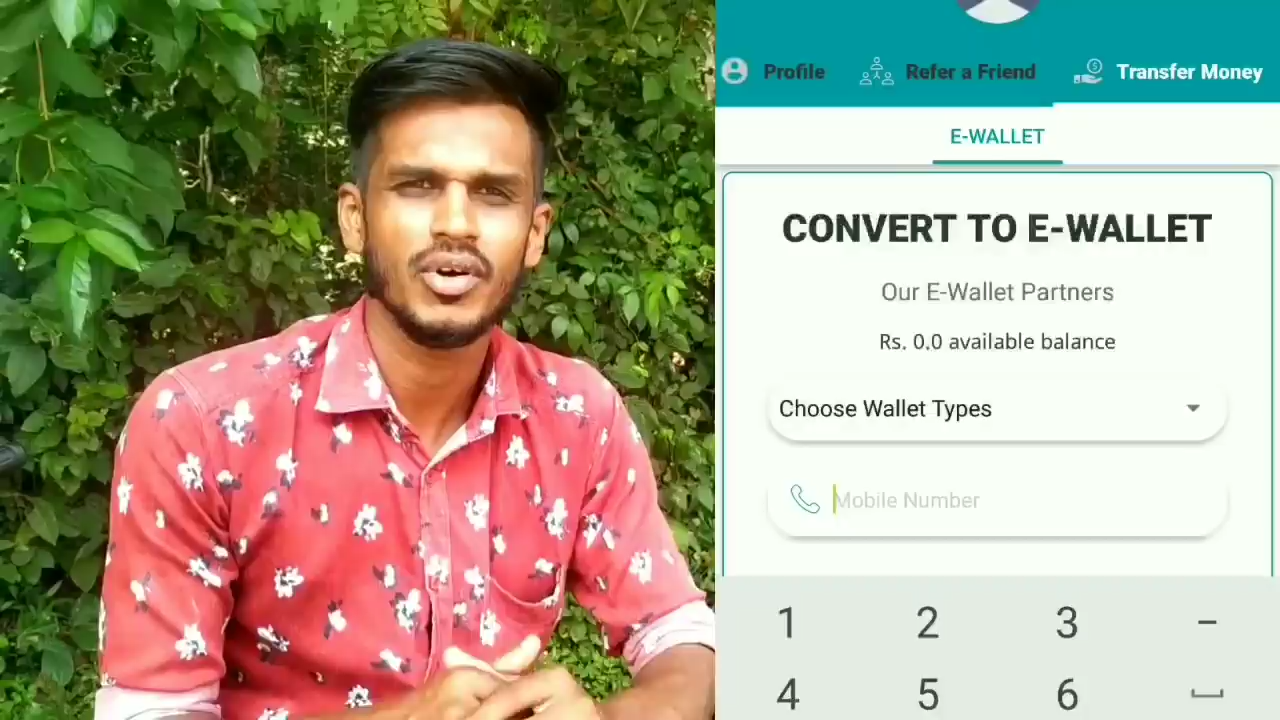 Profile
Refer a Friend
Transfer Money
E-WALLET
CONVERT TO E-WALLET
Our E-Wallet Partners
Rs. 0.0 available balance
Choose Wallet Types
Mobile Number
1 2 3 -
4 5 6